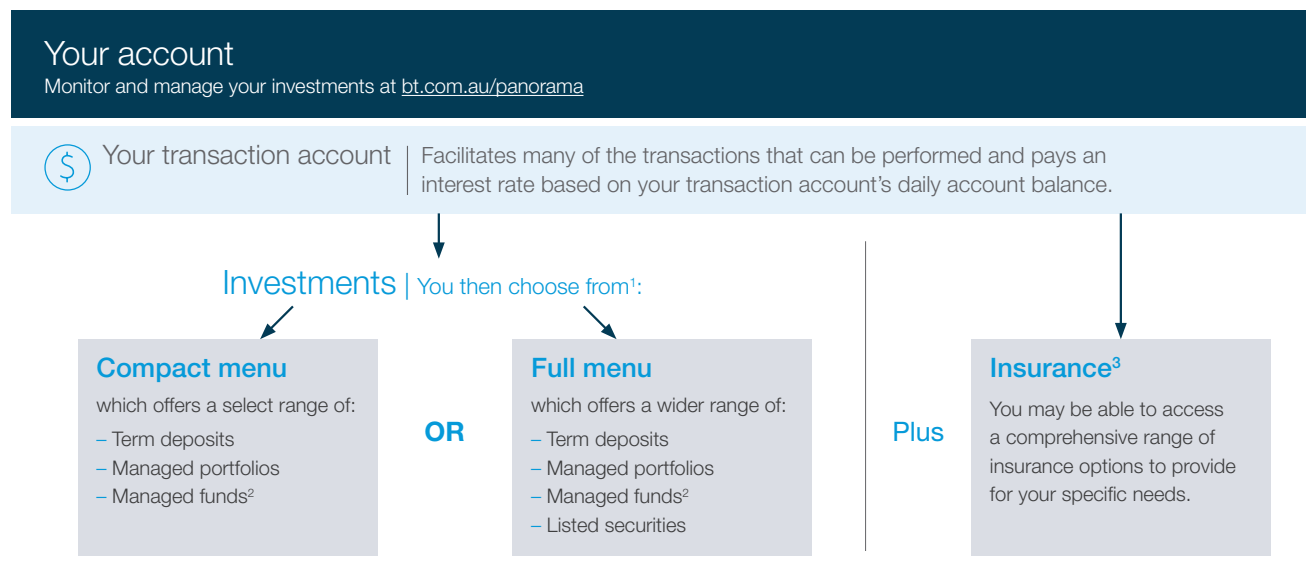 Your account
Monitor and manage your investments at bt.com.au/panorama
$
Your transaction account
Facilitates many of the transactions that can be performed and pays an
interest rate based on your transaction account’s daily account balance.
Investments | You then choose from¹:
Compact menu
which offers a select range of:
– Term deposits
– Managed portfolios
– Managed funds²
OR
Full menu
which offers a wider range of:
– Term deposits
– Managed portfolios
– Managed funds²
– Listed securities
Plus
Insurance³
You may be able to access
a comprehensive range of
insurance options to provide
for your specific needs.